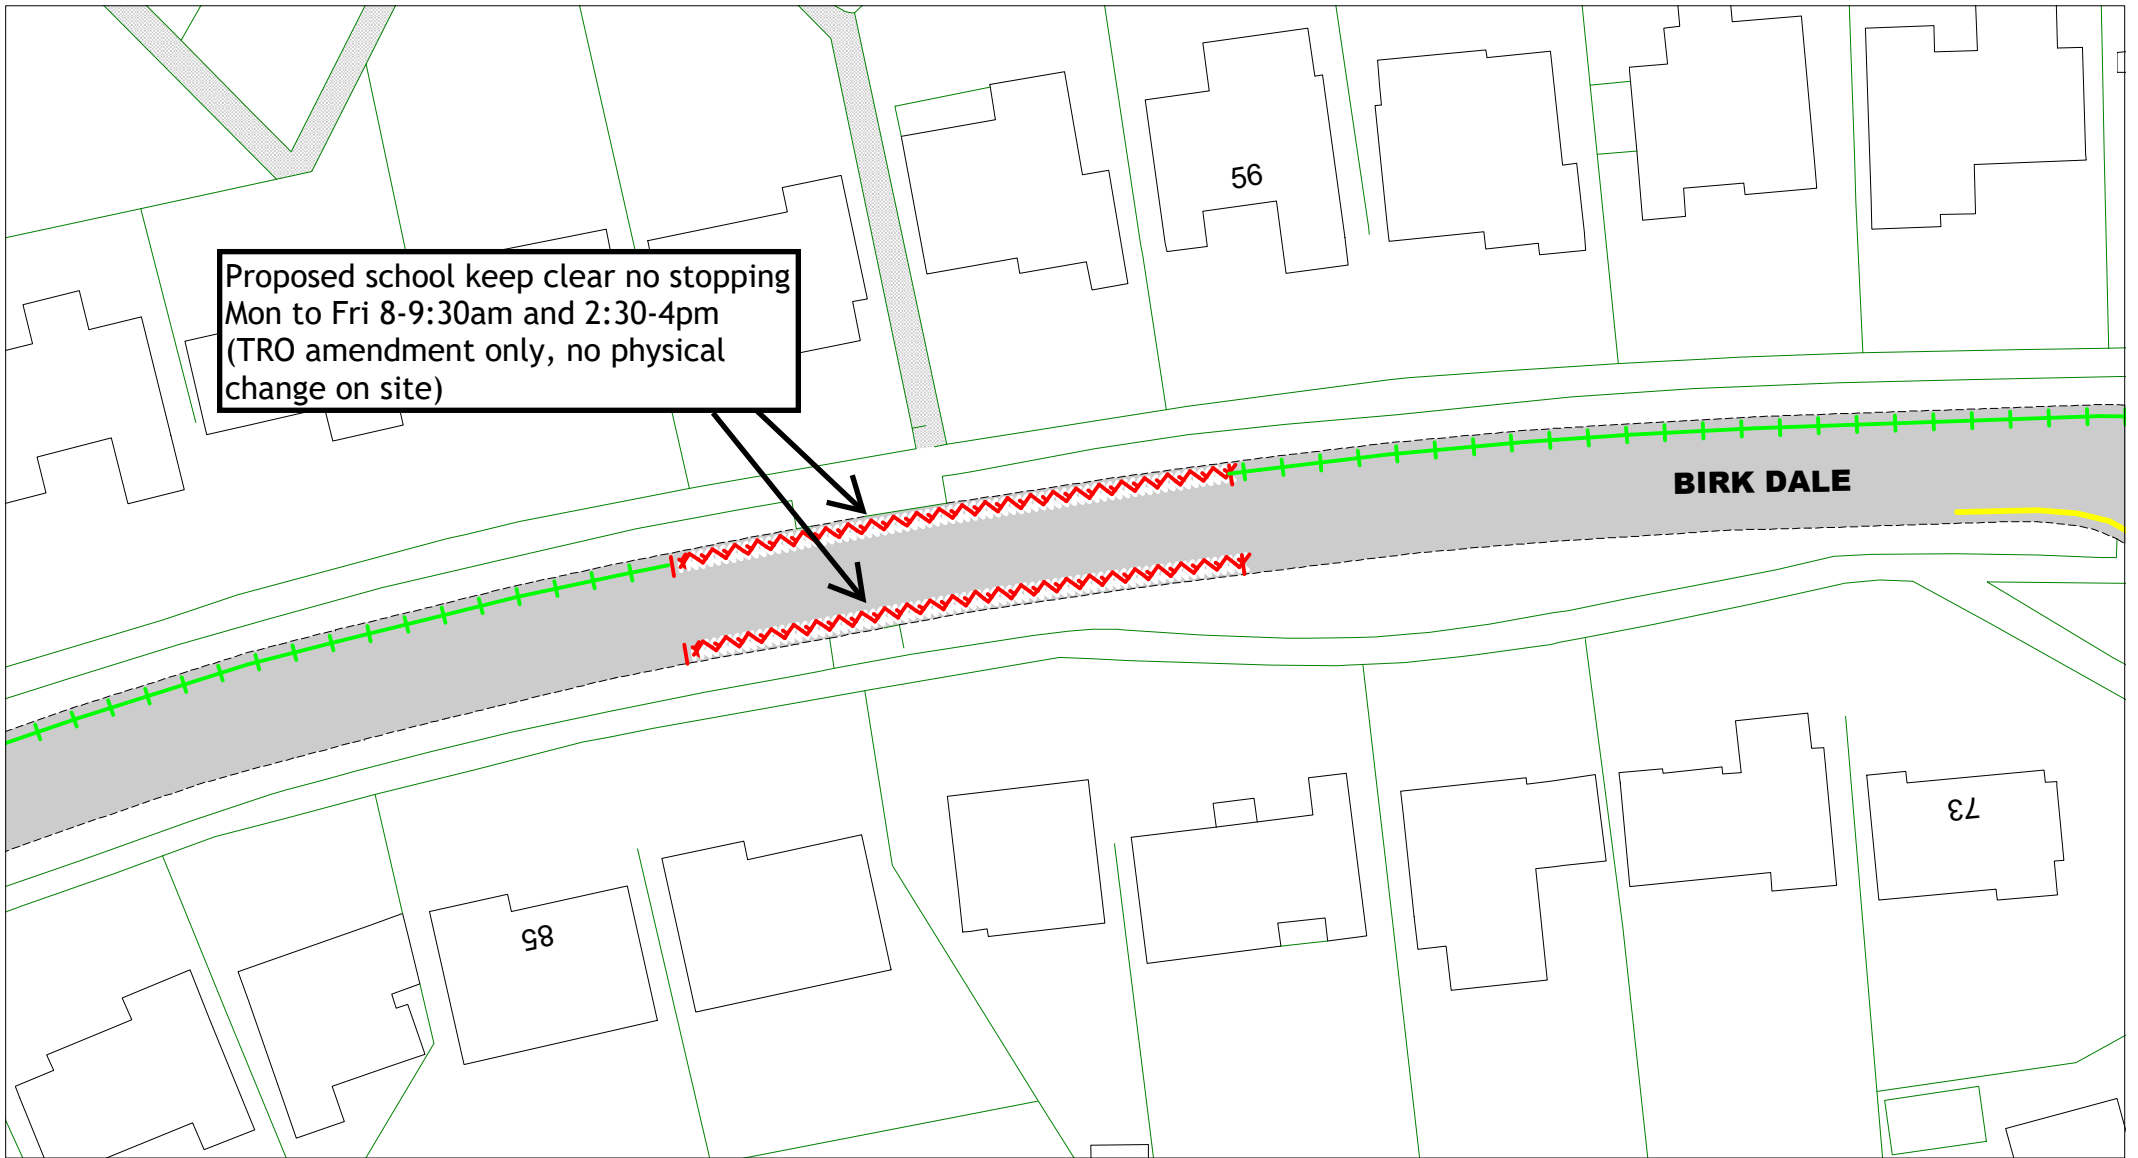 56
Proposed school keep clear no stopping
Mon to Fri 8-9:30am and 2:30-4pm
(TRO amendment only, no physical
change on site)
BIRK DALE
73
85